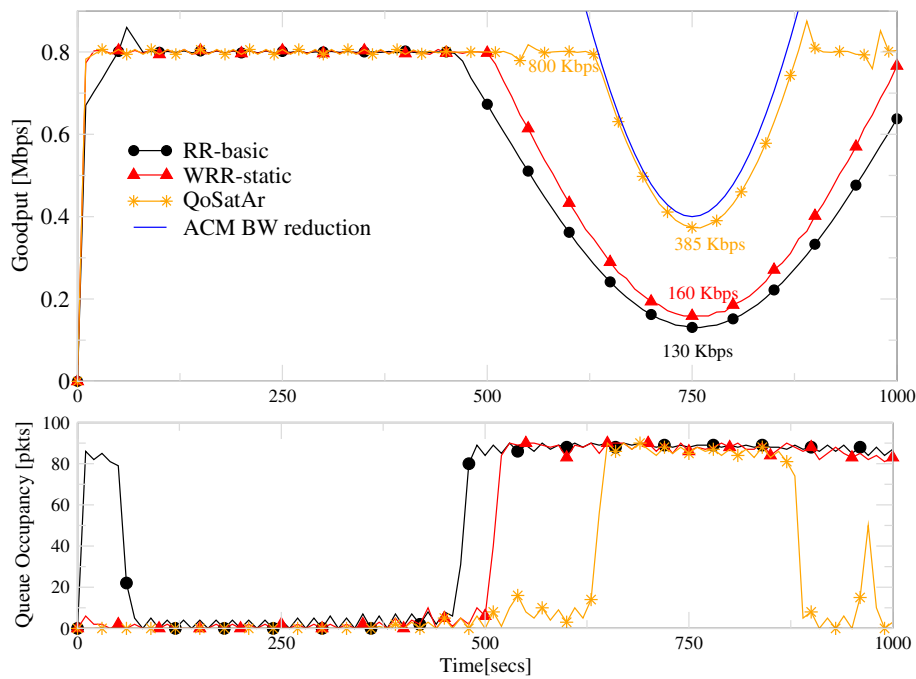 0.8
0.6
0.4
0.2
0
Goodput [Mbps]
RR-basic
WRR-static
QoSatAr
ACM BW reduction
800 Kbps
385 Kbps
160 Kbps
130 Kbps
0 250 500 750 1000
100
80
60
40
20
0
Queue Occupancy [pkts]
0 250 500 750 1000
Time[secs]